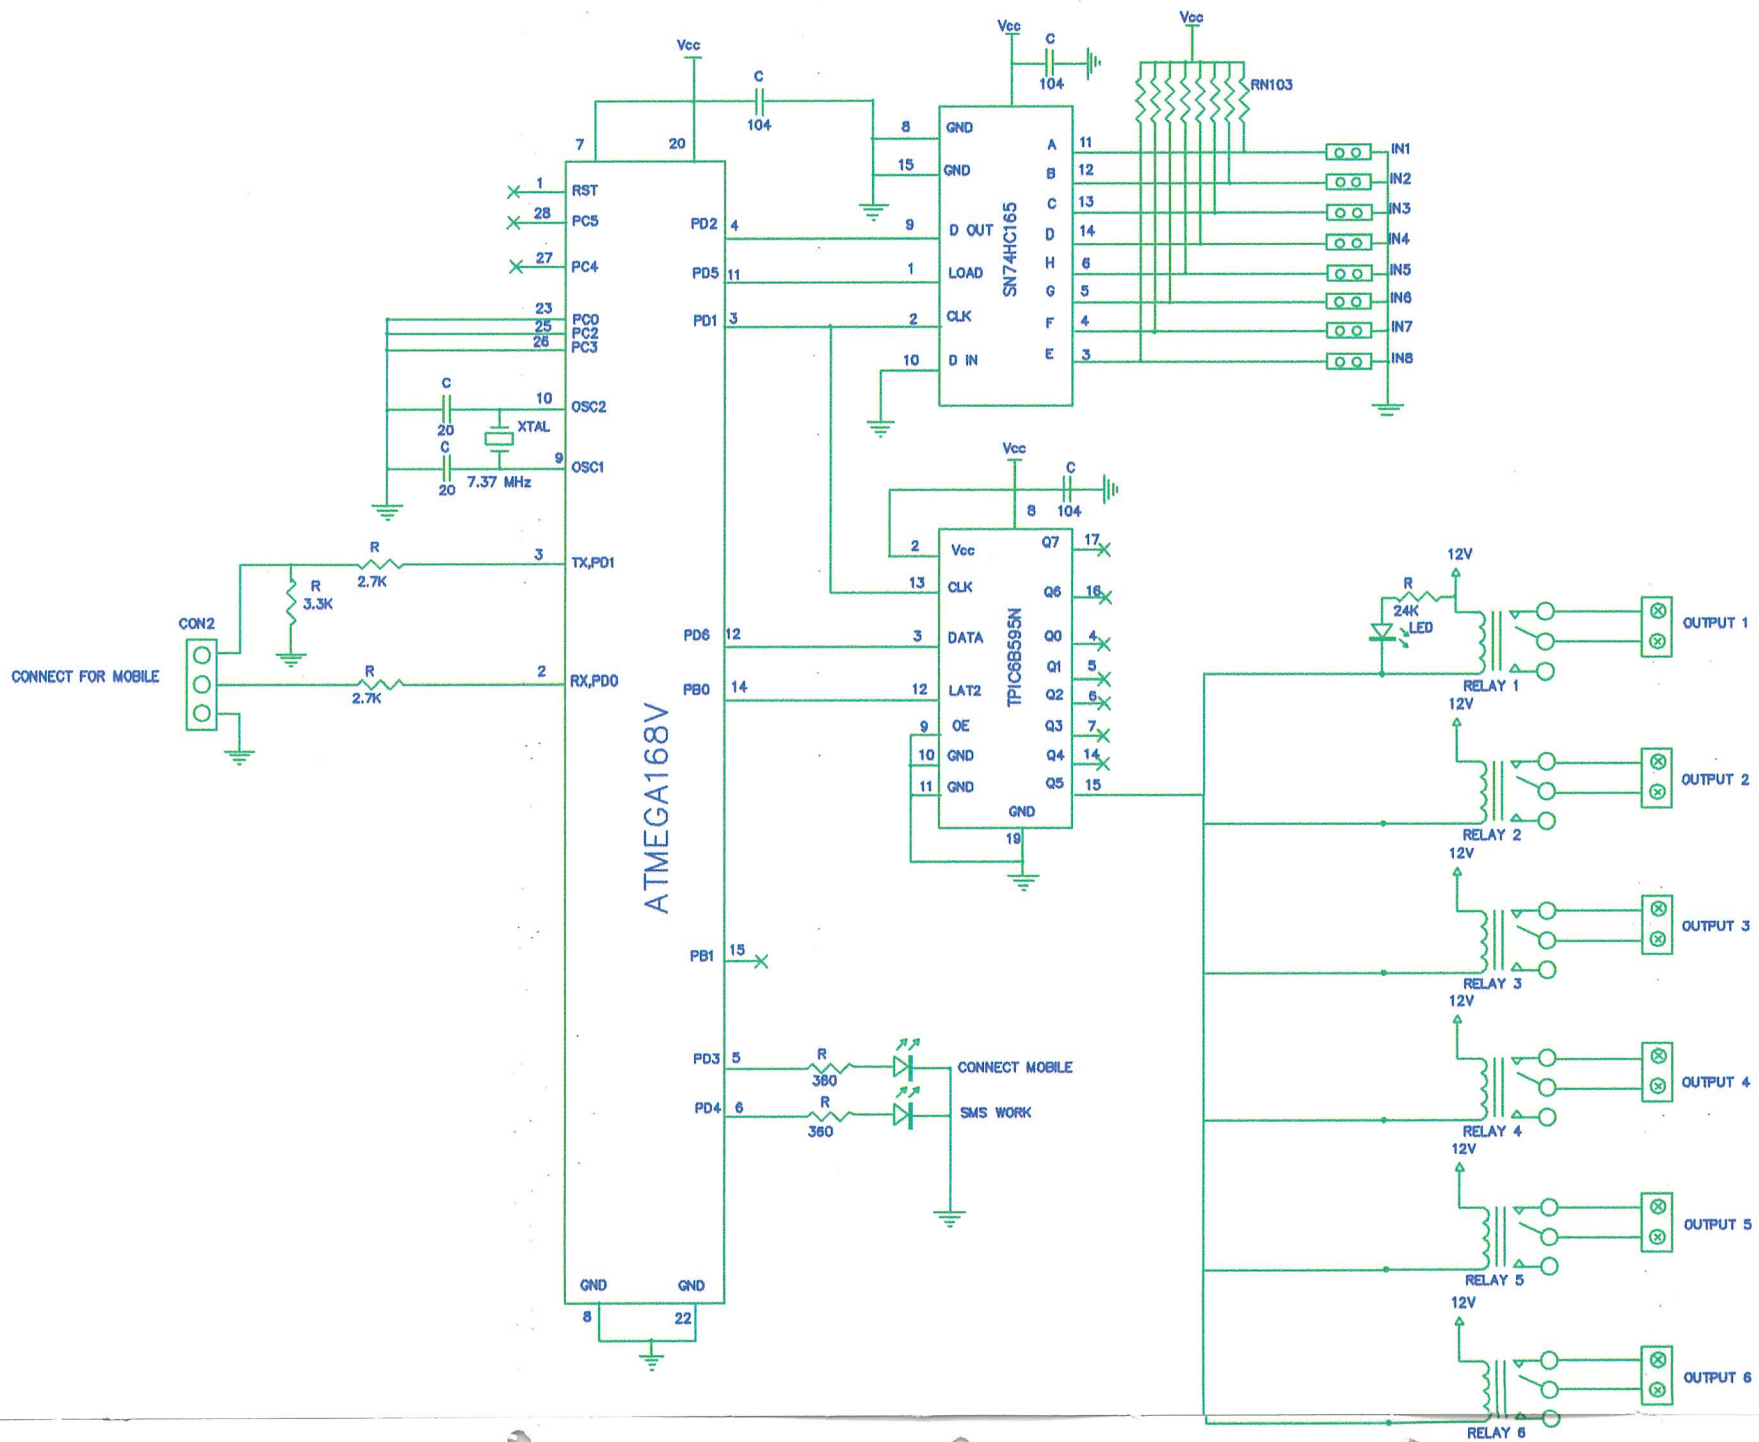 Vcc
C
104
7
20
1
RST
28
PC5
27
PC4
23
PC0
25
PC2
26
PC3
C
20
10
OSC2
XTAL
C
20
9
OSC1
7.37 MHz
R
2.7K
3
TX,PD1
R
3.3K
CON2
CONNECT FOR MOBILE
R
2.7K
2
RX,PD0
ATMEGA168V
PD2
4
PD5
11
PD1
3
PD6
12
PB0
14
PB1
15
PD3
5
R
360
CONNECT MOBILE
PD4
6
R
360
SMS WORK
GND
GND
8
22
Vcc
C
104
8
GND
15
GND
9
D OUT
1
LOAD
2
CLK
10
D IN
SN74HC165
A
11
B
12
C
13
D
14
H
6
G
5
F
4
E
3
Vcc
RN103
IN1
IN2
IN3
IN4
IN5
IN6
IN7
IN8
Vcc
C
8
104
2
Vcc
13
CLK
3
DATA
12
LAT2
9
OE
10
GND
11
GND
TPIC6B595N
Q7
17
Q6
16
Q0
4
Q1
5
Q2
6
Q3
7
Q4
14
Q5
15
GND
19
12V
R
24K
LED
RELAY 1
OUTPUT 1
12V
RELAY 2
OUTPUT 2
12V
RELAY 3
OUTPUT 3
12V
RELAY 4
OUTPUT 4
12V
RELAY 5
OUTPUT 5
12V
RELAY 6
OUTPUT 6